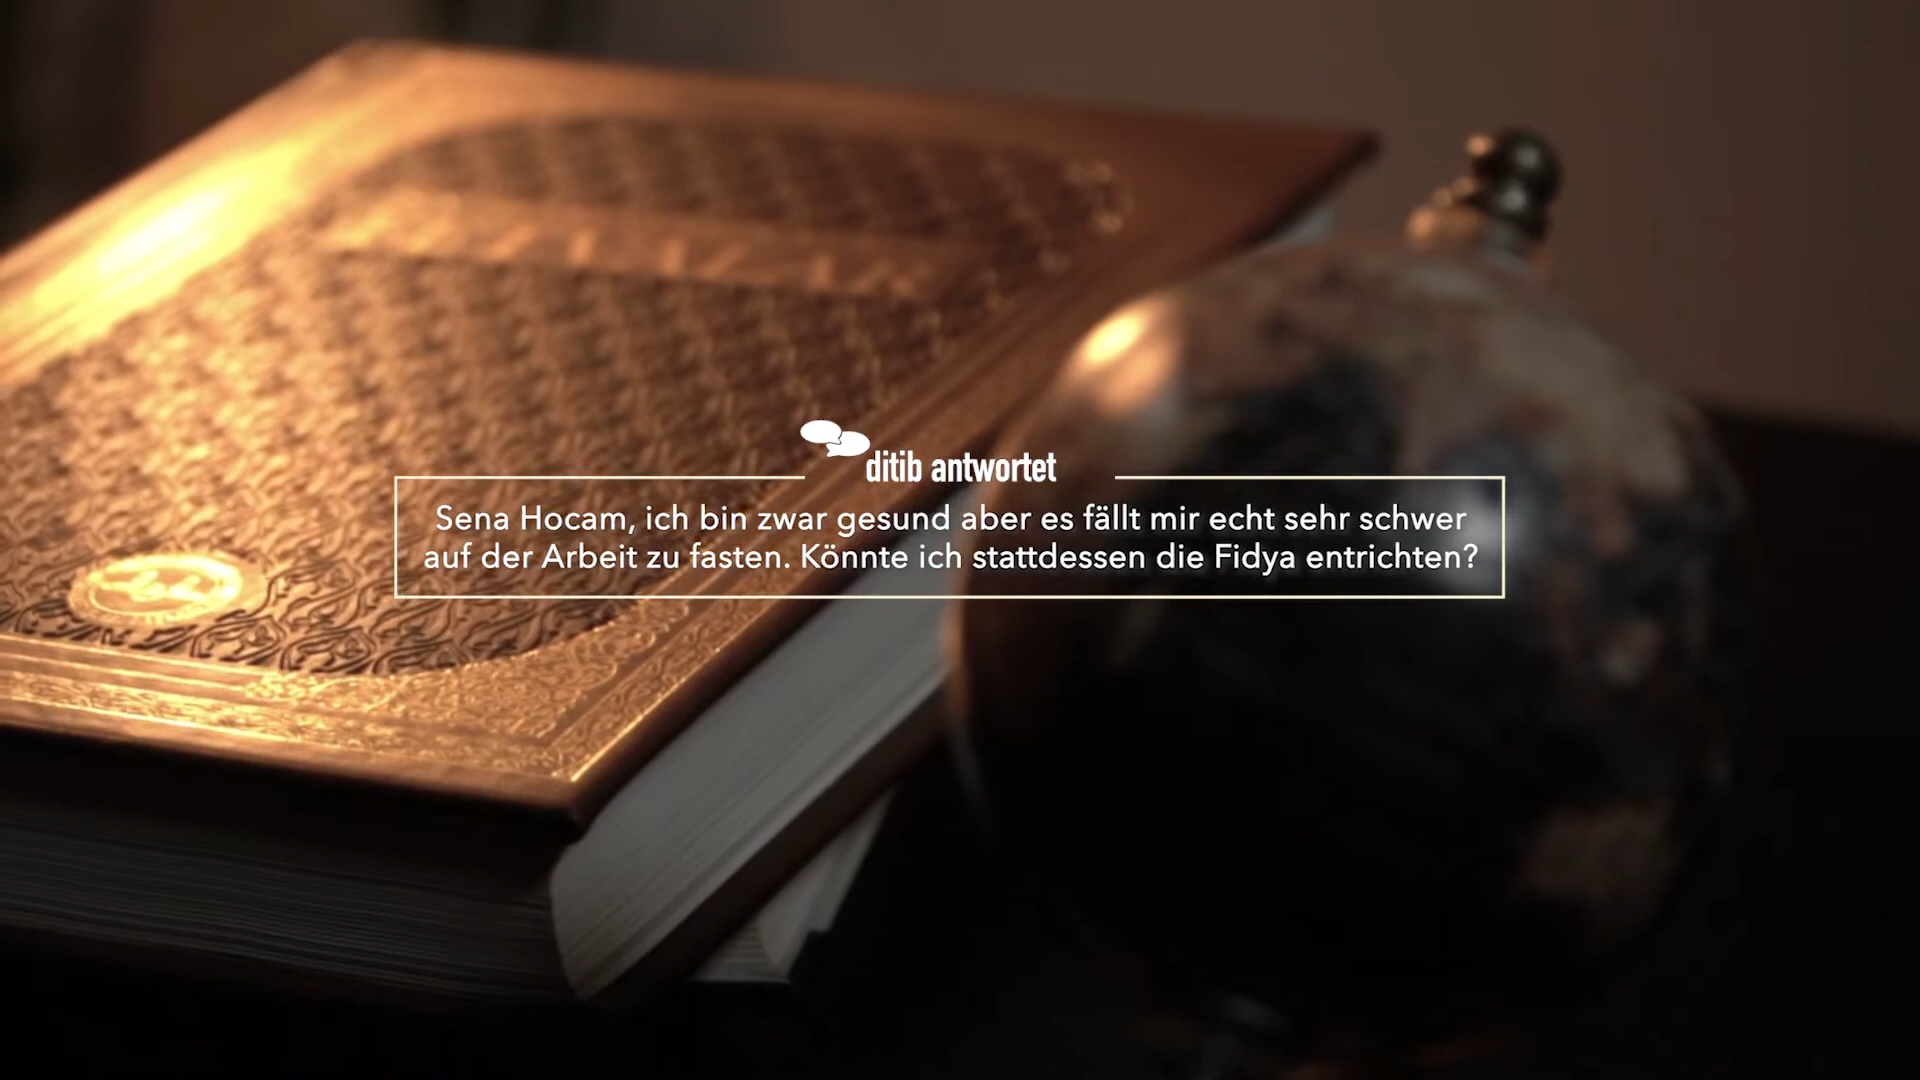 ditib antwortet
Sena Hocam, ich bin zwar gesund aber es fällt mir echt sehr schwer
auf der Arbeit zu fasten. Könnte ich stattdessen die Fidya entrichten?